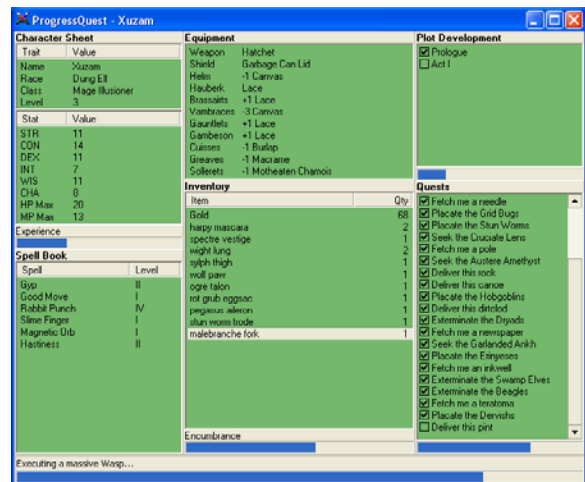 ProgressQuest - Xuzam
Character Sheet
Trait Value
Name Xuzam
Race Dung Elf
Class Mage Illusioner
Level 3
Stat Value
STR 11
CON 14
DEX 11
INT 7
WIS 11
CHA 8
HP Max 20
MP Max 13
Experience
Spell Book
Spell Level
Gyp II
Good Move I
Rabbit Punch IV
Slime Finger I
Magnetic Orb I
Hastiness II
Equipment
Weapon Hatchet
Shield Garbage Can Lid
Helm -1 Canvas
Hauberk Lace
Brassairts +1 Lace
Vambraces -3 Canvas
Gauntlets +1 Lace
Gambeson +1 Lace
Cuisses -1 Burlap
Greaves -1 Macrame
Sollerets -1 Motheaten Chamois
Inventory
Item Qty
Gold 68
harpy mascara 2
spectre vestige 1
wight lung 2
sylph thigh 1
wolf paw 1
ogre talon 1
rot grub eggsac 1
pegasus aileron 1
stun worm trode 1
malebranche fork 1
Encumbrance
Plot Development
Prologue
Act I
Quests
Fetch me a needle
Placate the Grid Bugs
Placate the Stun Worms
Seek the Cruciate Lens
Fetch me a pole
Seek the Austere Amethyst
Deliver this rock
Deliver this canoe
Placate the Hobgoblins
Deliver this dirtclod
Exterminate the Dryads
Fetch me a newspaper
Seek the Garlanded Ankh
Placate the Erinyeses
Fetch me an inkwell
Exterminate the Swamp Elves
Exterminate the Beagles
Fetch me a teratoma
Placate the Dervishs
Deliver this pint
Executing a massive Wasp...